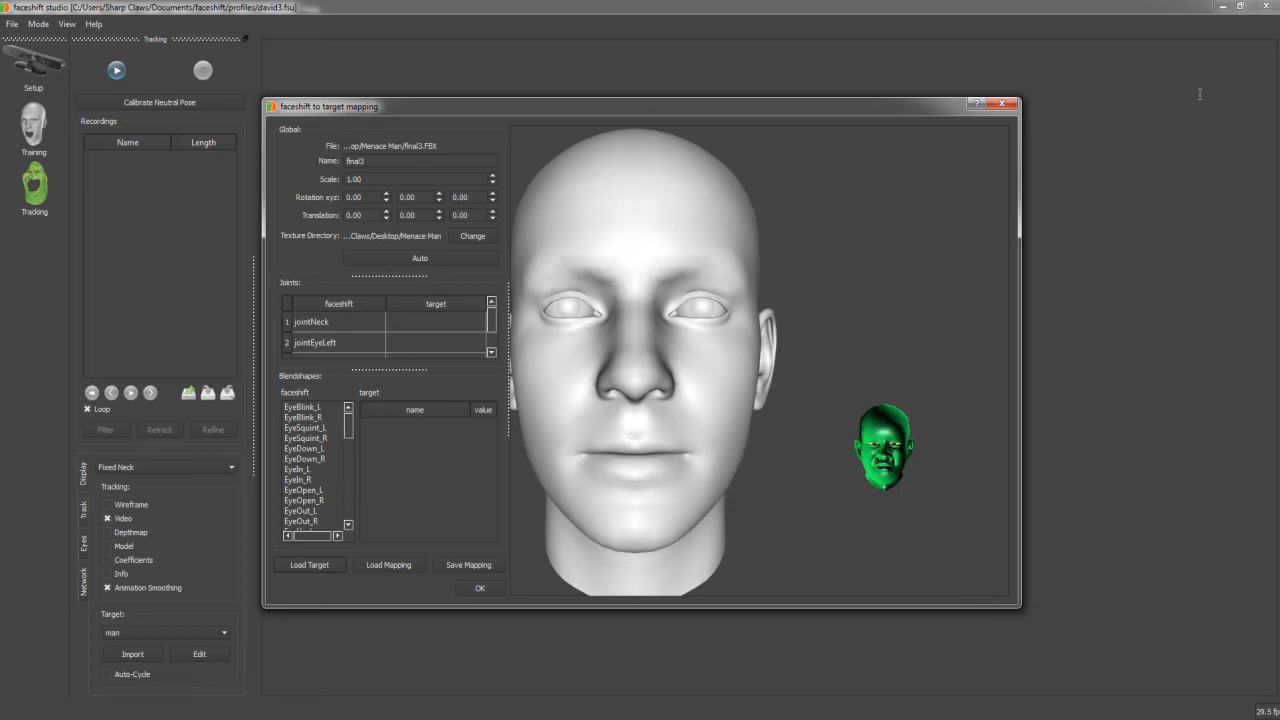 faceshift studio [C:/Users/Sharp Claws/Documents/faceshift/profiles/david3.fsu]
File Mode View Help
Tracking
Setup
Training
Tracking
Calibrate Neutral Pose
Recordings
Name Length
Loop
Filter Retrack Refine
Display
Track
Eyes
Network
Fixed Neck
Tracking:
Wireframe
Video
Depthmap
Model
Coefficients
Info
Animation Smoothing
Target:
man
Import Edit
Auto-Cycle
faceshift to target mapping
Global:
File: ...op/Menace Man/final3.FBX
Name: final3
Scale: 1.00
Rotation xyz: 0.00 0.00 0.00
Translation: 0.00 0.00 0.00
Texture Directory: ...Claws/Desktop/Menace Man Change
Auto
Joints:
faceshift target
1 jointNeck
2 jointEyeLeft
Blendshapes:
faceshift target
name value
EyeBlink_L
EyeBlink_R
EyeSquint_L
EyeSquint_R
EyeDown_L
EyeDown_R
EyeIn_L
EyeIn_R
EyeOpen_L
EyeOpen_R
EyeOut_L
EyeOut_R
Load Target Load Mapping Save Mapping
OK
29.5 fp